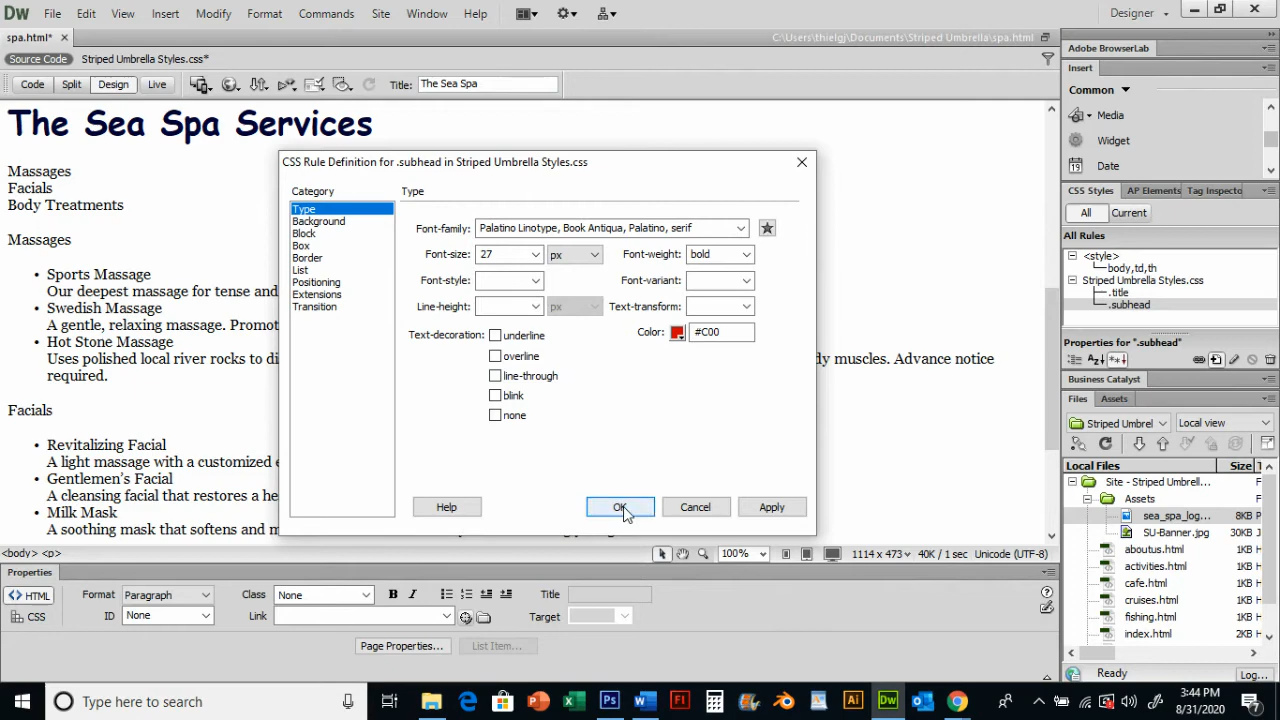 Dw File Edit View Insert Modify Format Commands Site Window Help Designer
spa.html* C:\Users\thielgj\Documents\Striped Umbrella\spa.html
Source Code Striped Umbrella Styles.css*
Code Split Design Live Title: The Sea Spa
The Sea Spa Services
Massages
Facials
Body Treatments
Massages
Sports Massage
Our deepest massage for tense and
Swedish Massage
A gentle, relaxing massage. Promot
Hot Stone Massage
Uses polished local river rocks to di
dy muscles. Advance notice
required.
Facials
Revitalizing Facial
A light massage with a customized e
Gentlemen's Facial
A cleansing facial that restores a he
Milk Mask
A soothing mask that softens and m
CSS Rule Definition for .subhead in Striped Umbrella Styles.css
Category
Type
Background
Block
Box
Border
List
Positioning
Extensions
Transition
Type
Font-family: Palatino Linotype, Book Antiqua, Palatino, serif
Font-size: 27 px Font-weight: bold
Font-style: Font-variant:
Line-height: px Text-transform:
Text-decoration: underline Color: #C00
overline
line-through
blink
none
Help OK Cancel Apply
Adobe BrowserLab
Insert
Common
Media
Widget
Date
CSS Styles AP Elements Tag Inspecto
All Current
All Rules
<style>
body,td,th
Striped Umbrella Styles.css
.title
.subhead
Properties for ".subhead"
Business Catalyst
Files Assets
Striped Umbrel Local view
Local Files Size T
Site - Striped Umbrell... F
Assets F
sea_spa_log... 8KB F
SU-Banner.jpg 30KB F
aboutus.html 1KB F
activities.html 1KB F
cafe.html 1KB F
cruises.html 1KB F
fishing.html 1KB F
index.html 2KB F
Ready Log...
<body> <p> 100% 1114 x 473 40K / 1 sec Unicode (UTF-8)
Properties
HTML Format Paragraph Class None B I Title
CSS ID None Link Target
Page Properties... List Item...
Type here to search
Ps Fl Ai Dw
3:44 PM
8/31/2020
7